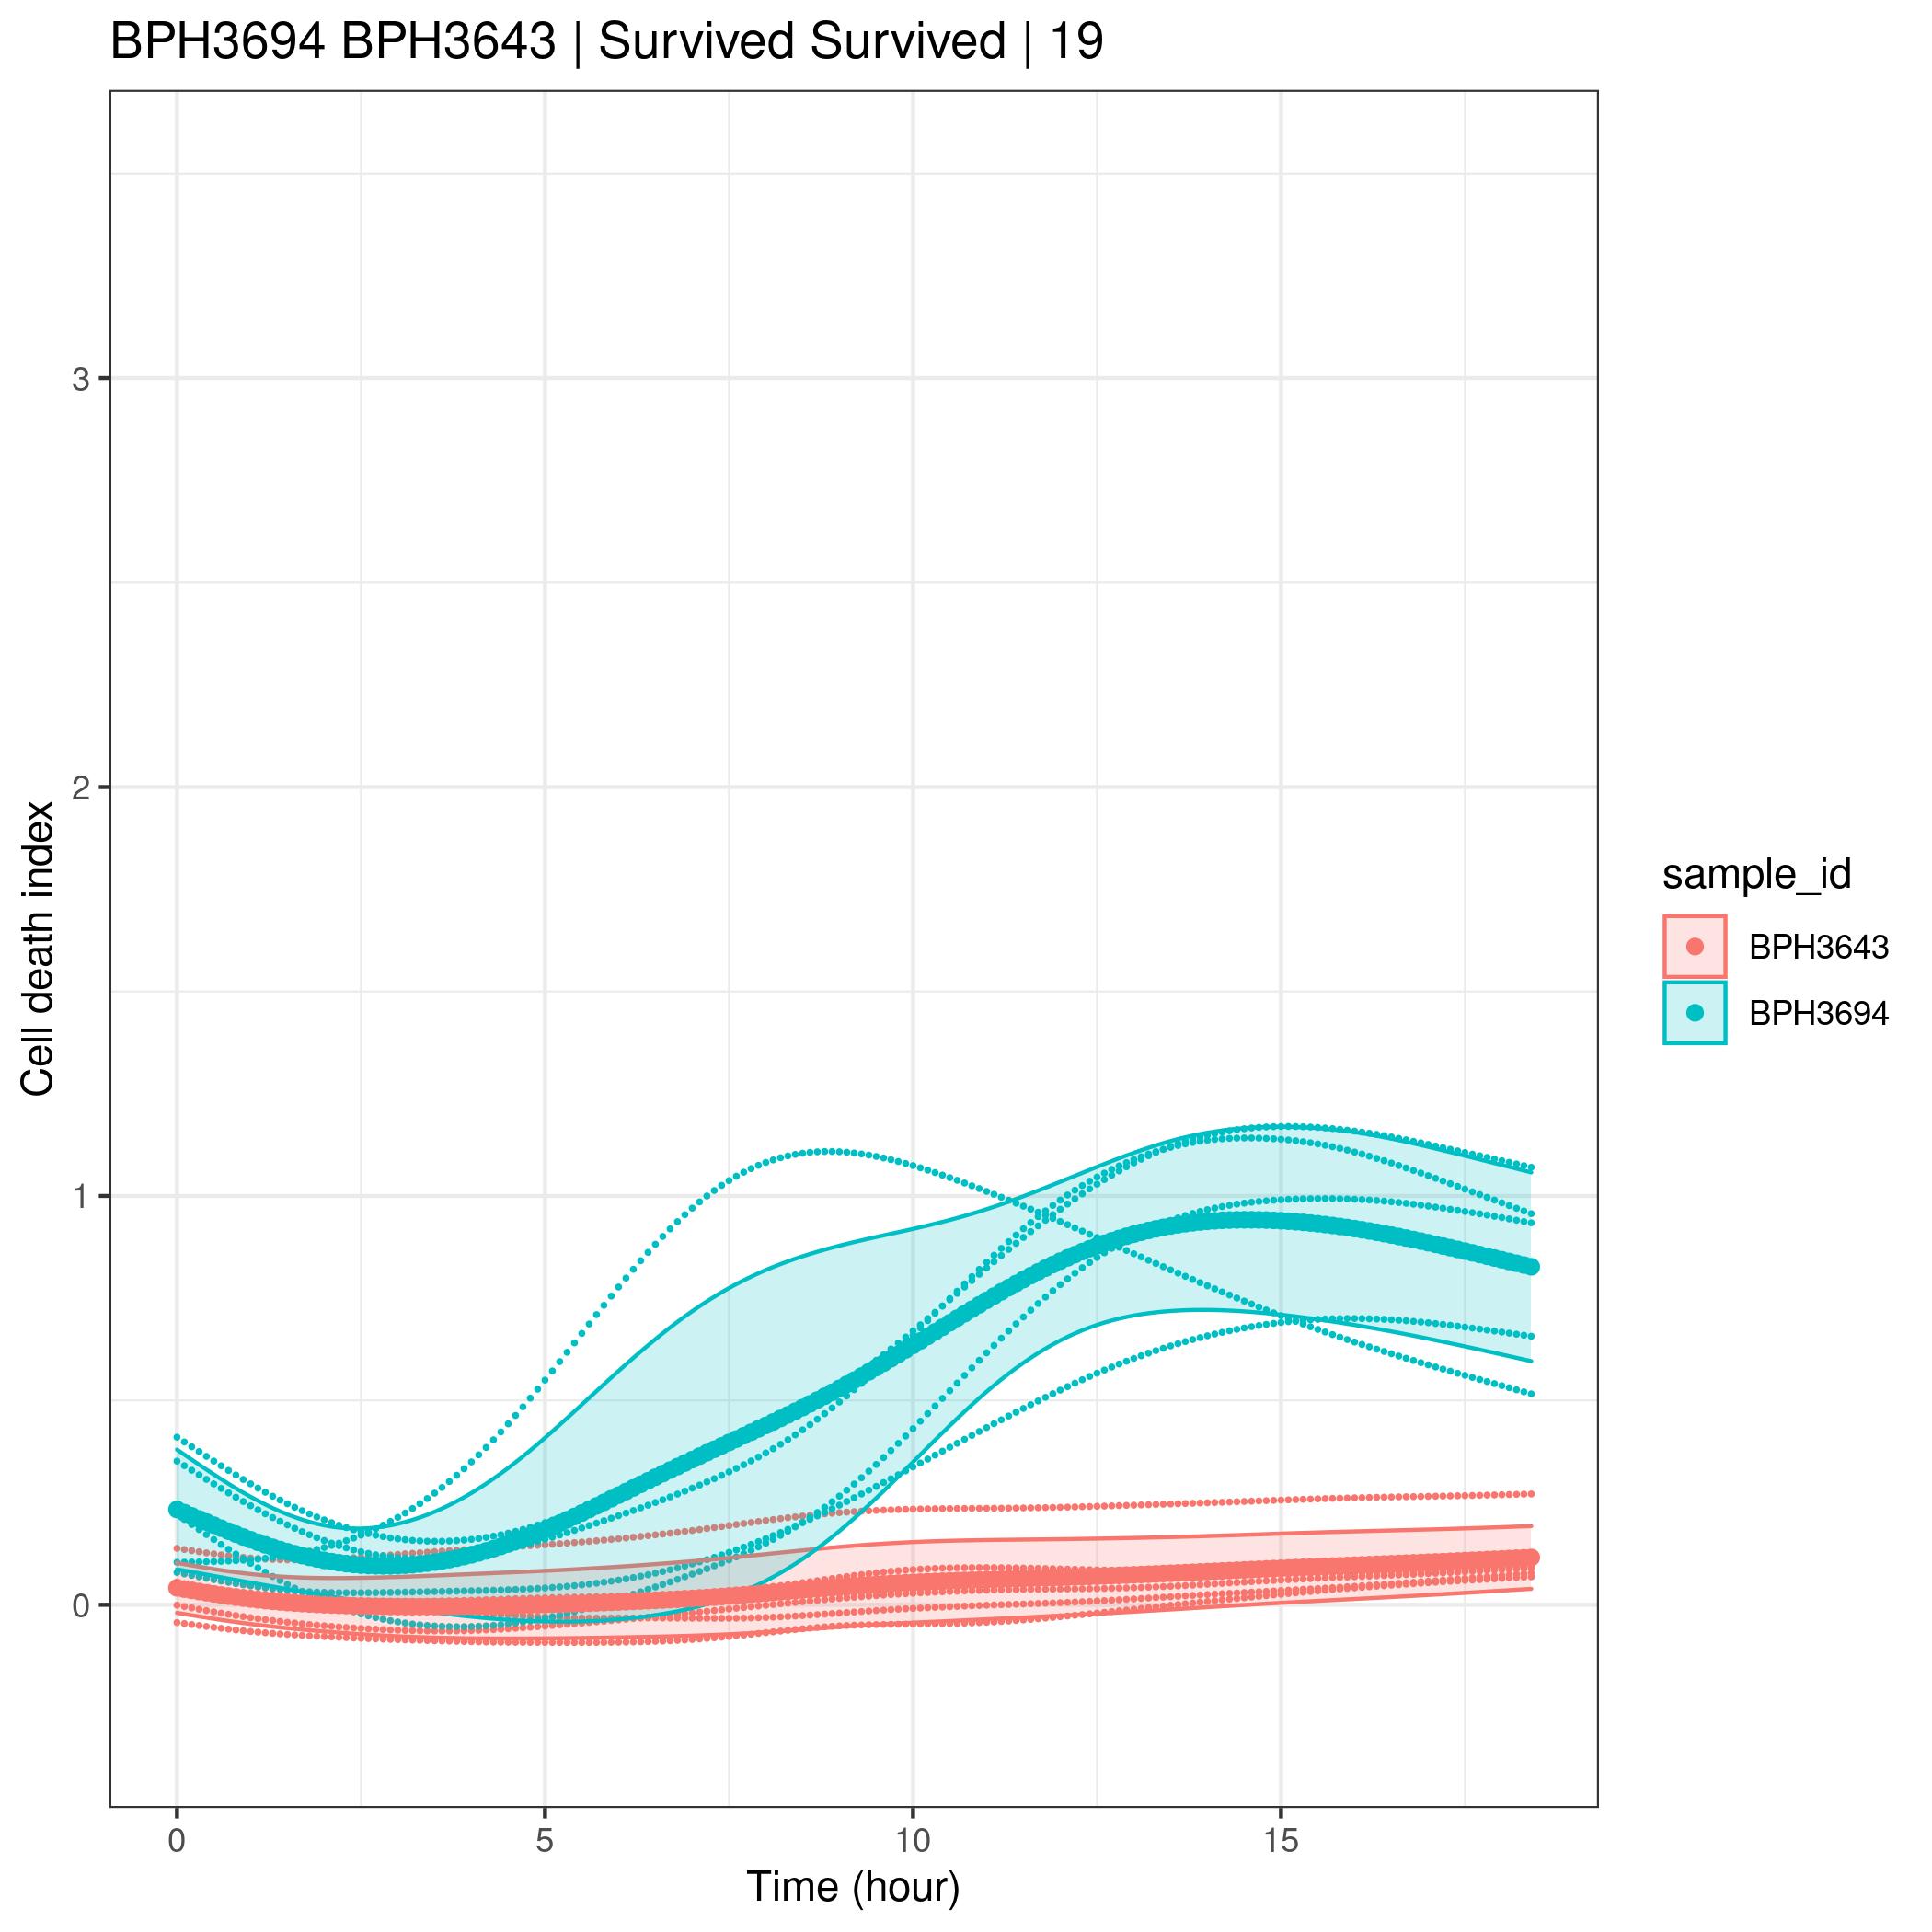 BPH3694 BPH3643 | Survived Survived | 19
3
2
1
0
Cell death index
0 5 10 15
Time (hour)
sample_id
BPH3643
BPH3694